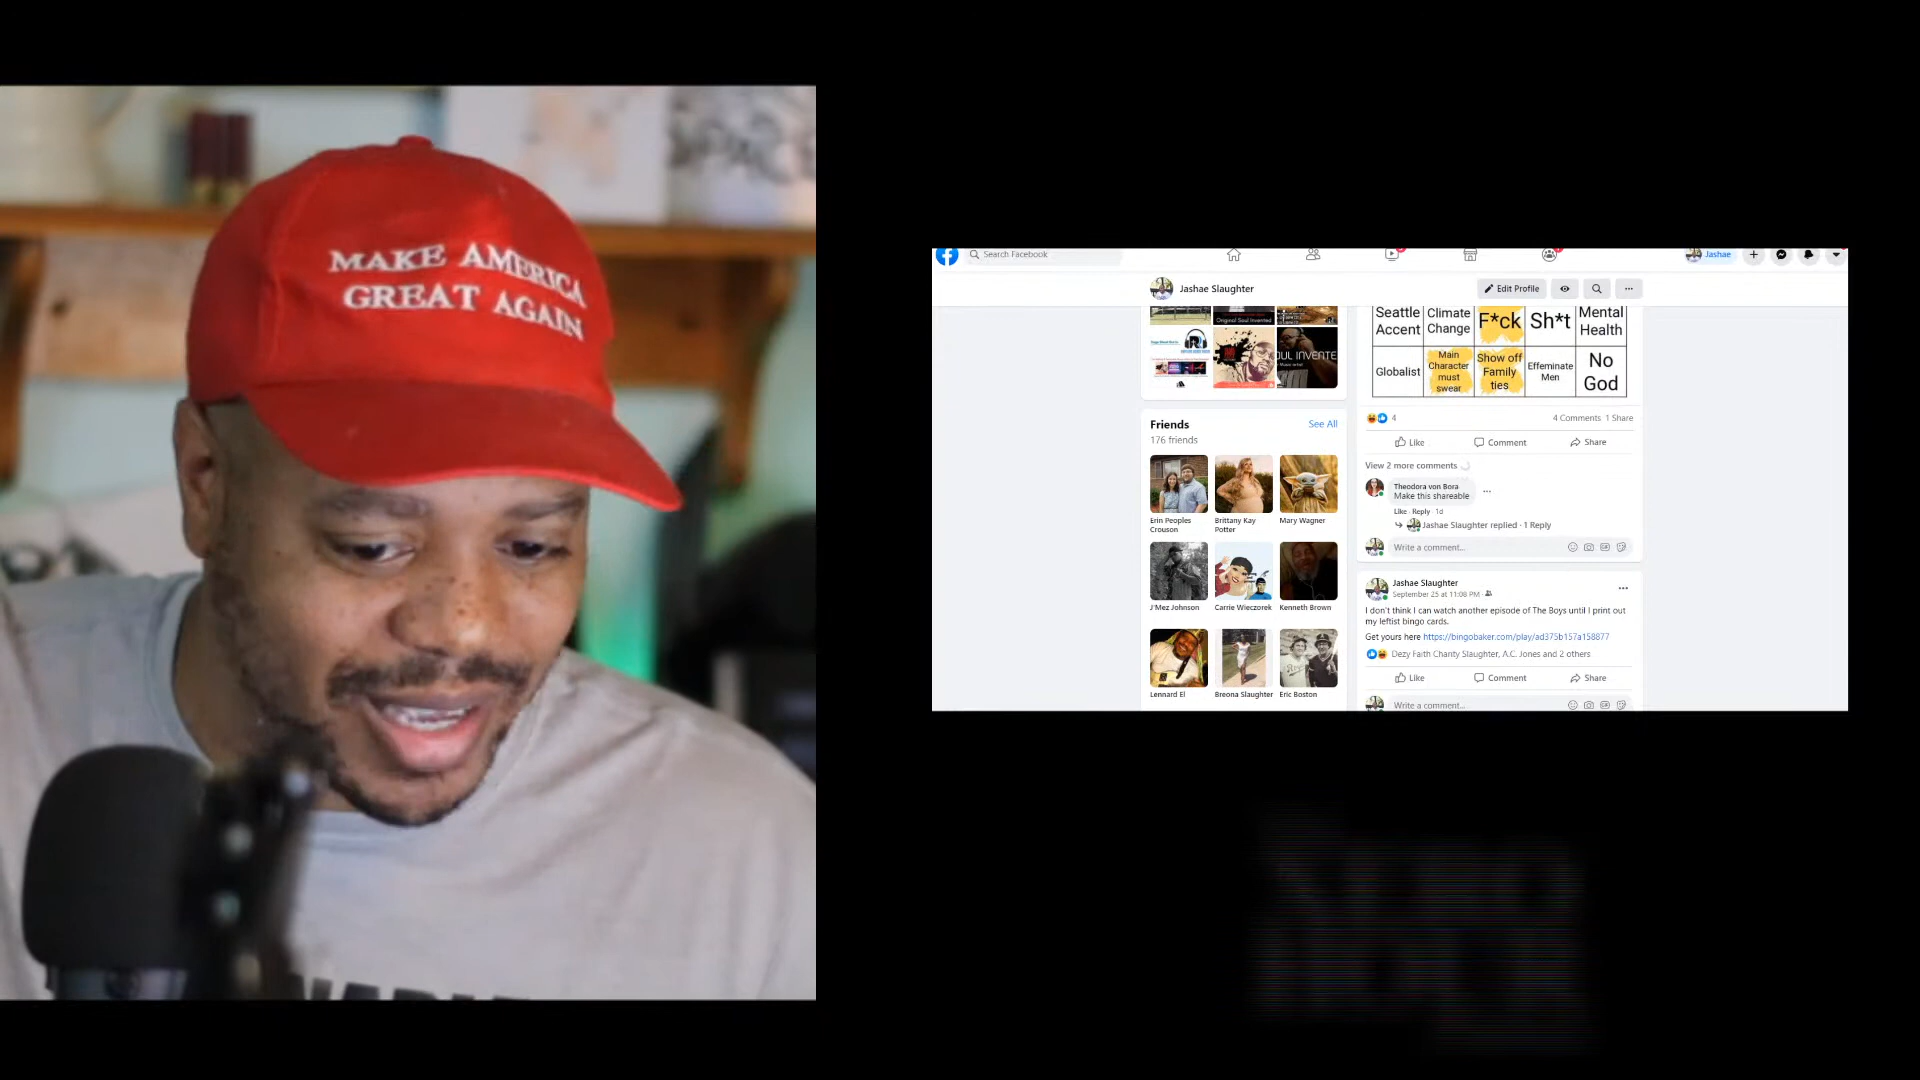 MAKE AMERICA
GREAT AGAIN
Search Facebook
Jashae
Jashae Slaughter
Edit Profile
Original Soul Invented
OUL INVENTE
Friends
See All
176 friends
Erin Peoples
Crouson
Brittany Kay
Potter
Mary Wagner
J'Mez Johnson
Carrie Wieczorek
Kenneth Brown
Lennard El
Breona Slaughter
Eric Boston
Seattle
Accent
Climate
Change
F*ck
Sh*t
Mental
Health
Globalist
Main
Character
must
swear
Show off
Family
ties
Effeminate
Men
No
God
4
4 Comments 1 Share
Like
Comment
Share
View 2 more comments
Theodora von Bora
Make this shareable
Like · Reply · 1d
Jashae Slaughter replied · 1 Reply
Write a comment...
Jashae Slaughter
September 25 at 11:08 PM ·
I don't think I can watch another episode of The Boys until I print out
my leftist bingo cards.
Get yours here https://bingobaker.com/play/ad375b157a158877
Dezy Faith Charity Slaughter, A.C. Jones and 2 others
Like
Comment
Share
Write a comment...